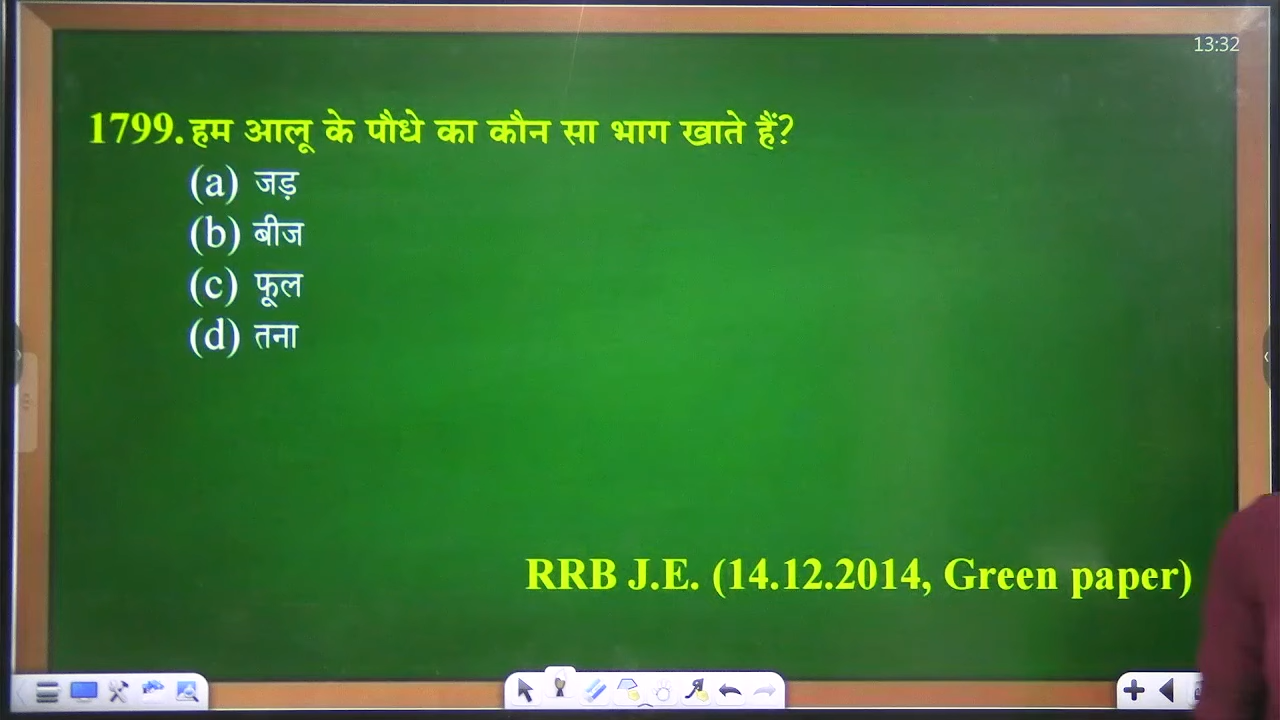 13:32
1799. हम आलू के पौधे का कौन सा भाग खाते हैं?
(a) जड़
(b) बीज
(c) फूल
(d) तना
RRB J.E. (14.12.2014, Green paper)